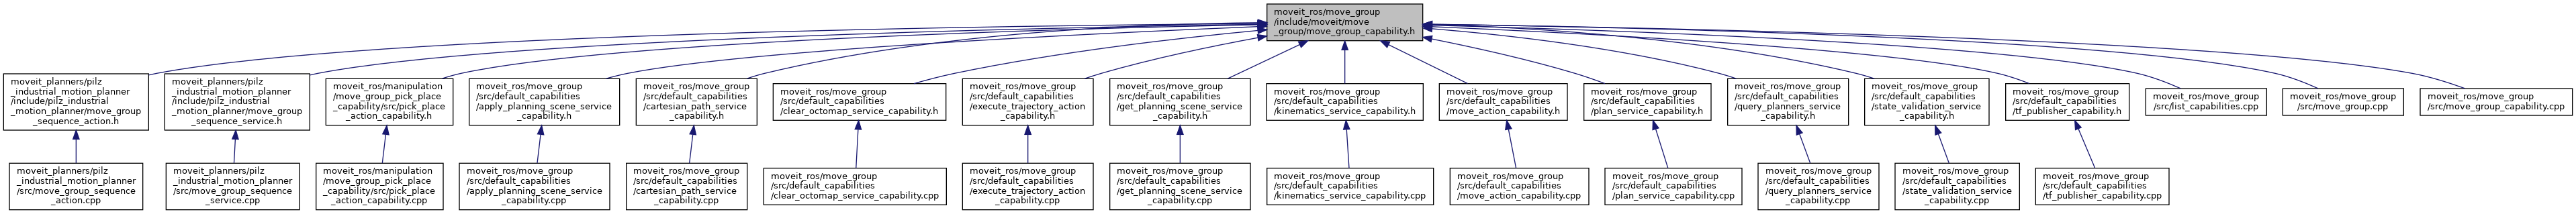 moveit_ros/move_group
/include/moveit/move
_group/move_group_capability.h
moveit_planners/pilz
_industrial_motion_planner
/include/pilz_industrial
_motion_planner/move_group
_sequence_action.h
moveit_planners/pilz
_industrial_motion_planner
/include/pilz_industrial
_motion_planner/move_group
_sequence_service.h
moveit_ros/manipulation
/move_group_pick_place
_capability/src/pick_place
_action_capability.h
moveit_ros/move_group
/src/default_capabilities
/apply_planning_scene_service
_capability.h
moveit_ros/move_group
/src/default_capabilities
/cartesian_path_service
_capability.h
moveit_ros/move_group
/src/default_capabilities
/clear_octomap_service_capability.h
moveit_ros/move_group
/src/default_capabilities
/execute_trajectory_action
_capability.h
moveit_ros/move_group
/src/default_capabilities
/get_planning_scene_service
_capability.h
moveit_ros/move_group
/src/default_capabilities
/kinematics_service_capability.h
moveit_ros/move_group
/src/default_capabilities
/move_action_capability.h
moveit_ros/move_group
/src/default_capabilities
/plan_service_capability.h
moveit_ros/move_group
/src/default_capabilities
/query_planners_service
_capability.h
moveit_ros/move_group
/src/default_capabilities
/state_validation_service
_capability.h
moveit_ros/move_group
/src/default_capabilities
/tf_publisher_capability.h
moveit_ros/move_group
/src/list_capabilities.cpp
moveit_ros/move_group
/src/move_group.cpp
moveit_ros/move_group
/src/move_group_capability.cpp
moveit_planners/pilz
_industrial_motion_planner
/src/move_group_sequence
_action.cpp
moveit_planners/pilz
_industrial_motion_planner
/src/move_group_sequence
_service.cpp
moveit_ros/manipulation
/move_group_pick_place
_capability/src/pick_place
_action_capability.cpp
moveit_ros/move_group
/src/default_capabilities
/apply_planning_scene_service
_capability.cpp
moveit_ros/move_group
/src/default_capabilities
/cartesian_path_service
_capability.cpp
moveit_ros/move_group
/src/default_capabilities
/clear_octomap_service_capability.cpp
moveit_ros/move_group
/src/default_capabilities
/execute_trajectory_action
_capability.cpp
moveit_ros/move_group
/src/default_capabilities
/get_planning_scene_service
_capability.cpp
moveit_ros/move_group
/src/default_capabilities
/kinematics_service_capability.cpp
moveit_ros/move_group
/src/default_capabilities
/move_action_capability.cpp
moveit_ros/move_group
/src/default_capabilities
/plan_service_capability.cpp
moveit_ros/move_group
/src/default_capabilities
/query_planners_service
_capability.cpp
moveit_ros/move_group
/src/default_capabilities
/state_validation_service
_capability.cpp
moveit_ros/move_group
/src/default_capabilities
/tf_publisher_capability.cpp